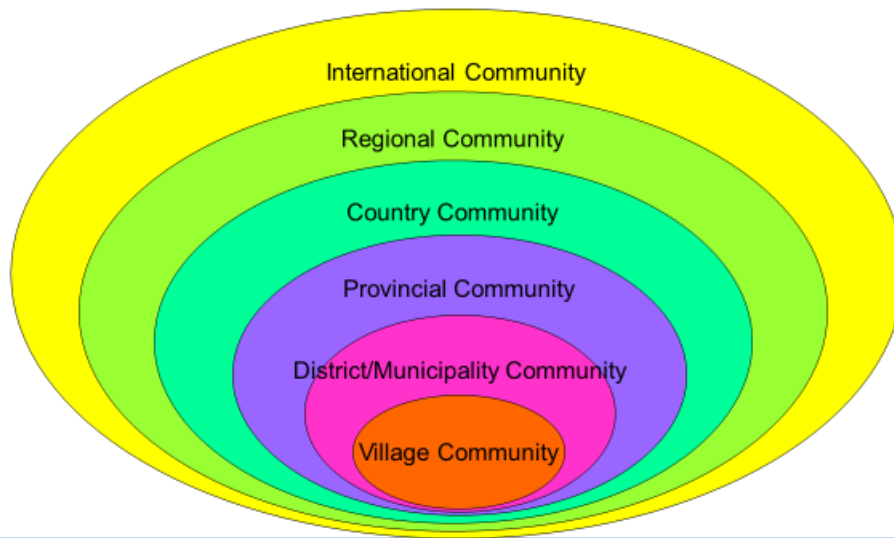 International Community
Regional Community
Country Community
Provincial Community
District/Municipality Community
Village Community